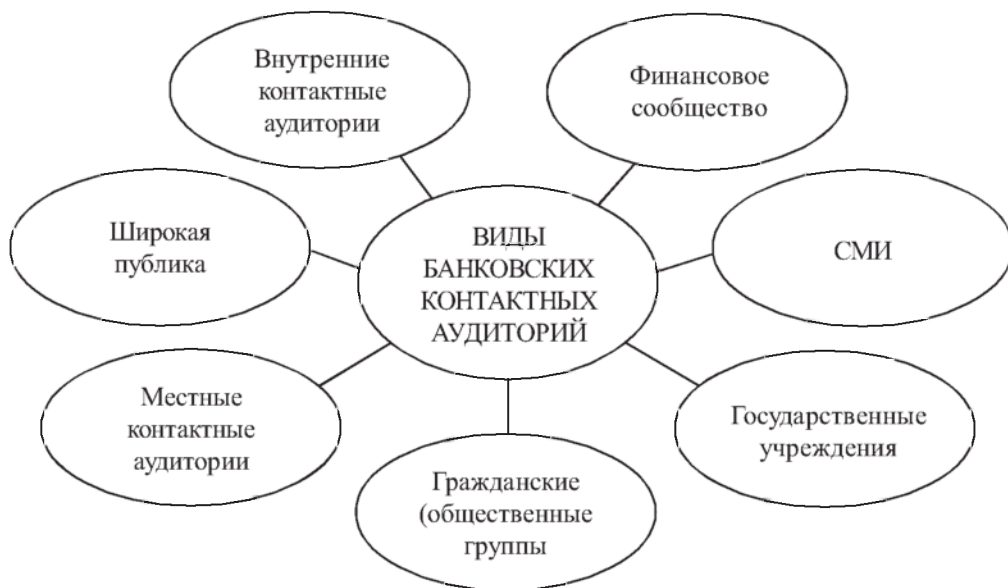 Внутренние
контактные
аудитории
Финансовое
сообщество
Широкая
публика
ВИДЫ
БАНКОВСКИХ
КОНТАКТНЫХ
АУДИТОРИЙ
СМИ
Местные
контактные
аудитории
Государственные
учреждения
Гражданские
(общественные
группы